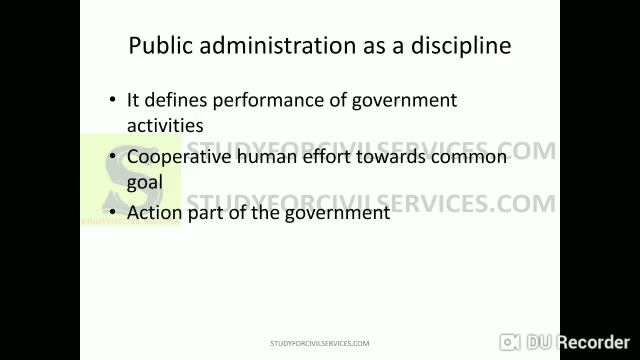 Public administration as a discipline
• It defines performance of government
activities
STUDYFORCIVILSERVICES.COM
• Cooperative human effort towards common
goal
STUDYFORCIVILSERVICES.COM
• Action part of the government
S
STUDYFORCIVILSERVICES.COM
DU Recorder